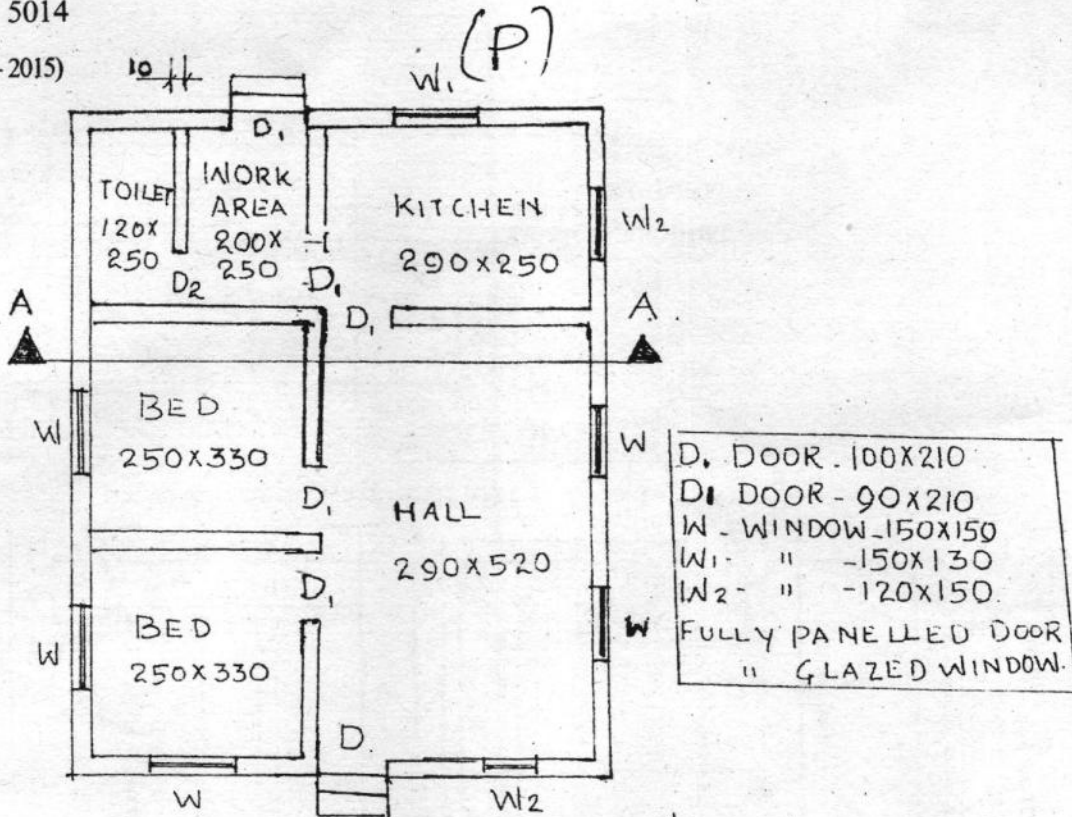 5014
2015)
(P)
10
W1
D1
TOILET
120X
250
WORK
AREA
200X
250
KITCHEN
290X250
W2
D2
D1
D1
A
A
BED
250X330
W
W
D1
HALL
290X520
D1
BED
250X330
W
W
D
W
W2
D. DOOR - 100X210
D1 DOOR - 90X210
W - WINDOW - 150X150
W1 - " - 150X130
W2 - " - 120X150.
FULLY PANELLED DOOR
" GLAZED WINDOW.